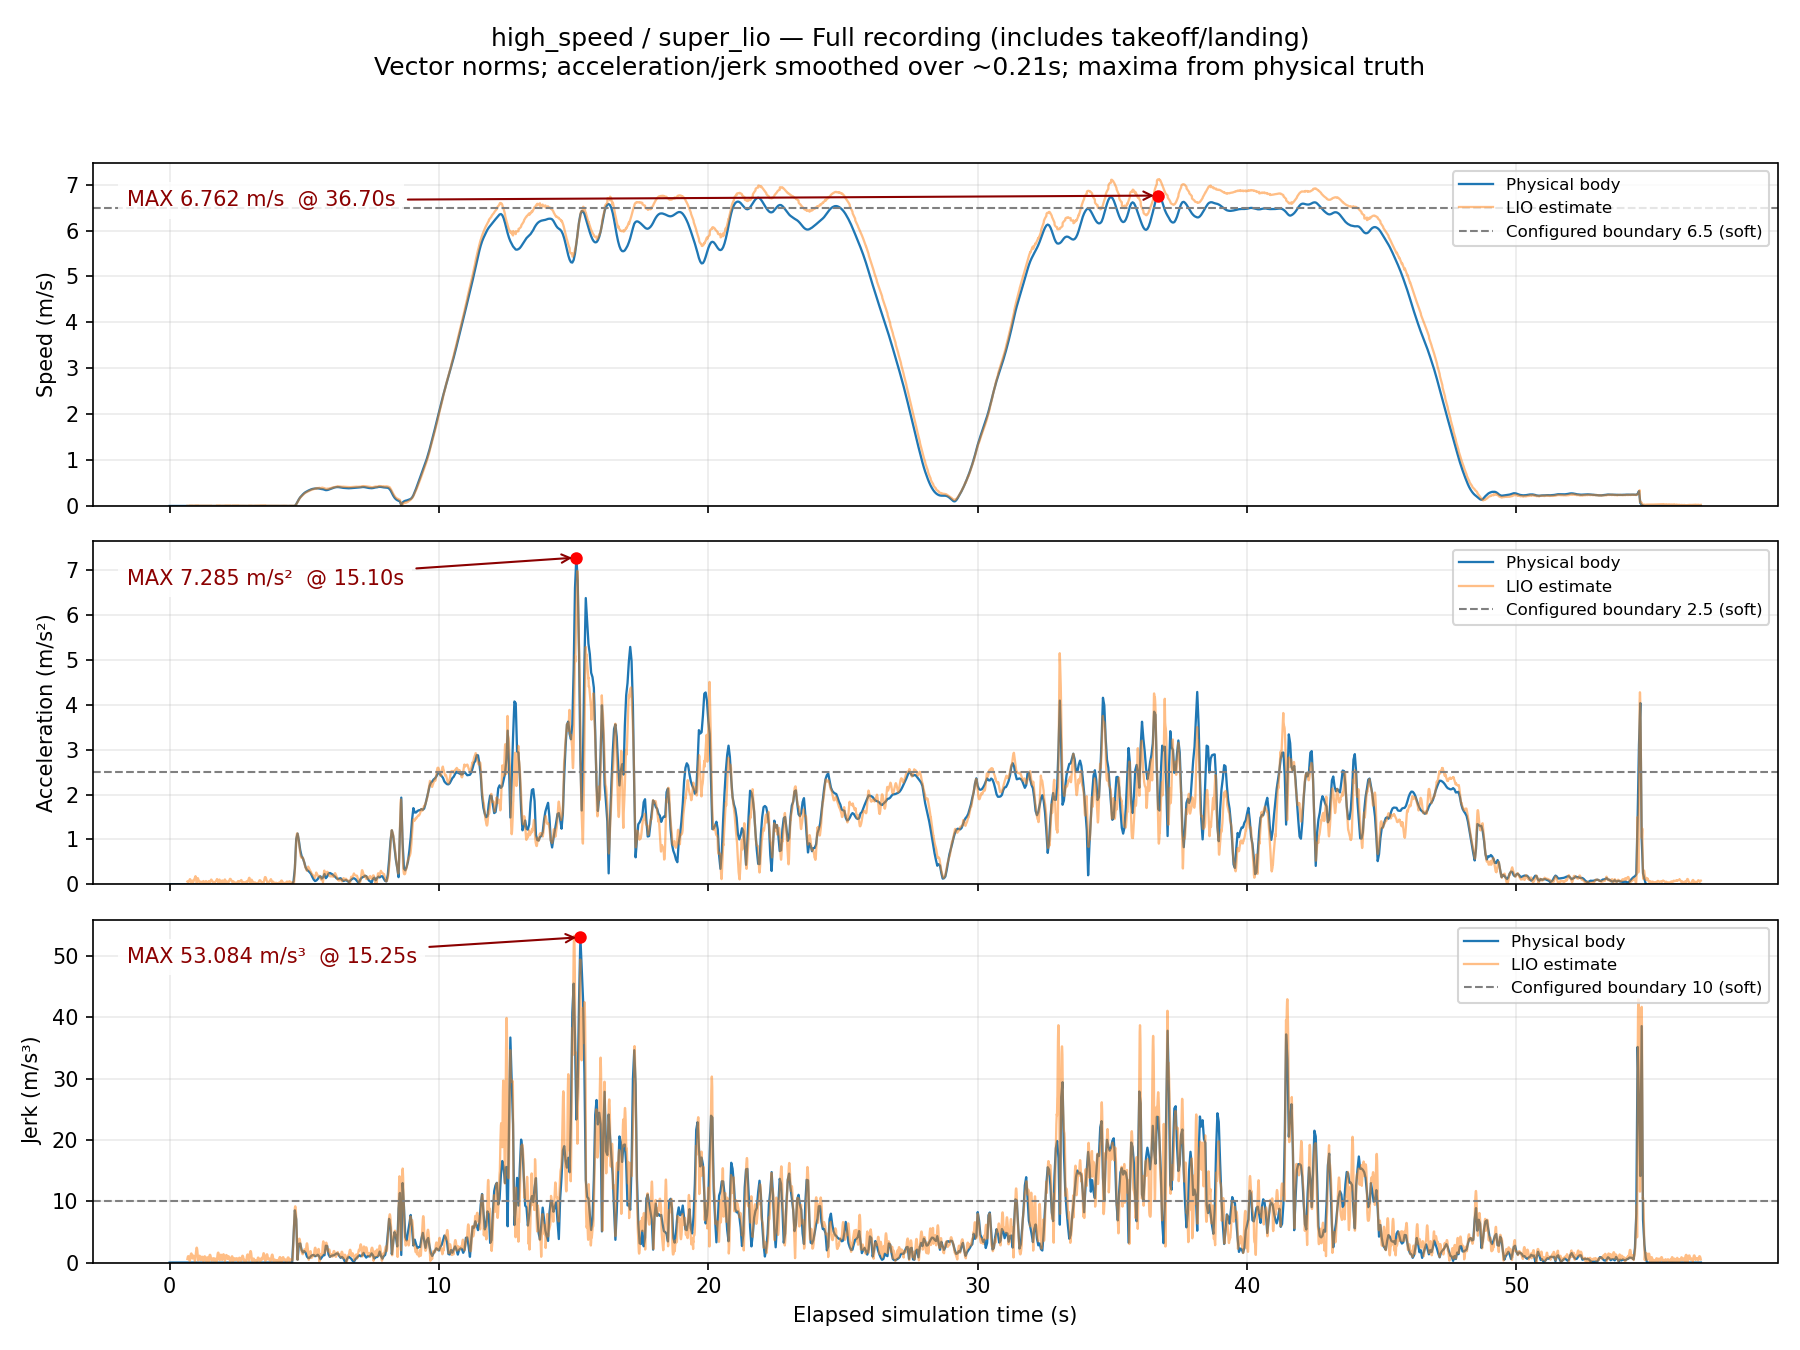 high_speed / super_lio — Full recording (includes takeoff/landing)
Vector norms; acceleration/jerk smoothed over ~0.21s; maxima from physical truth
Speed (m/s)
7
6
5
4
3
2
1
0
MAX 6.762 m/s  @ 36.70s
Physical body
LIO estimate
Configured boundary 6.5 (soft)
Acceleration (m/s²)
7
6
5
4
3
2
1
0
MAX 7.285 m/s²  @ 15.10s
Physical body
LIO estimate
Configured boundary 2.5 (soft)
Jerk (m/s³)
50
40
30
20
10
0
MAX 53.084 m/s³  @ 15.25s
Physical body
LIO estimate
Configured boundary 10 (soft)
0 10 20 30 40 50
Elapsed simulation time (s)